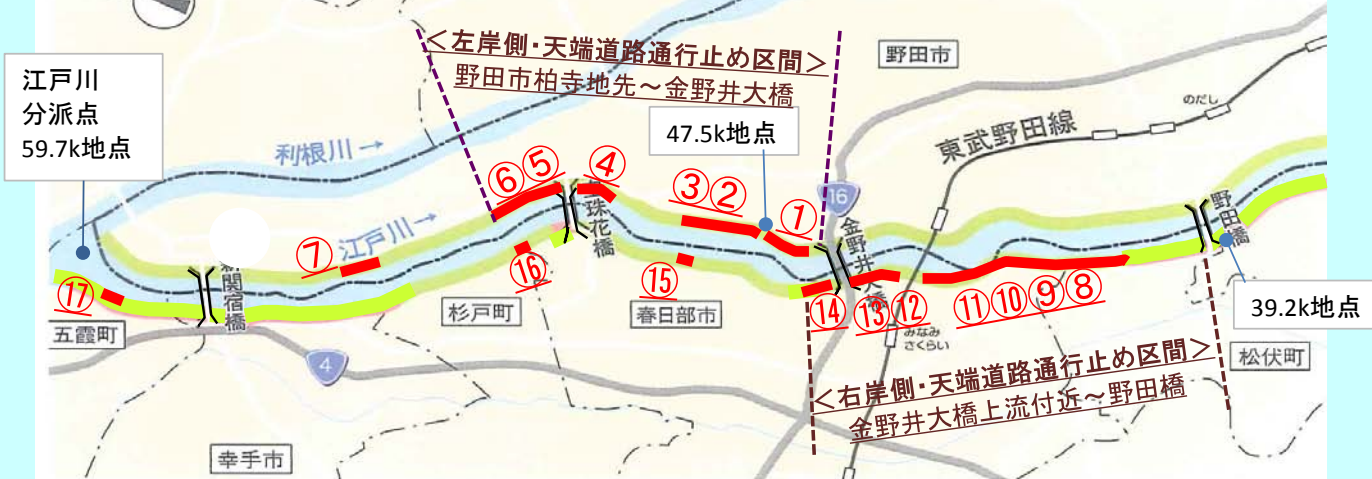 ＜左岸側・天端道路通行止め区間＞
野田市柏寺地先～金野井大橋
野田市
江戸川
分派点
59.7k地点
47.5k地点
のだし
東武野田線
利根川→
⑥⑤
④
③②
①
16
珠花橋
金野井大橋
野田橋
江戸川→
⑦
⑯
⑮
⑰
関宿橋
五霞町
杉戸町
春日部市
⑭
⑬
⑫
⑪⑩⑨⑧
39.2k地点
みなみ
さくらい
4
松伏町
＜右岸側・天端道路通行止め区間＞
金野井大橋上流付近～野田橋
幸手市